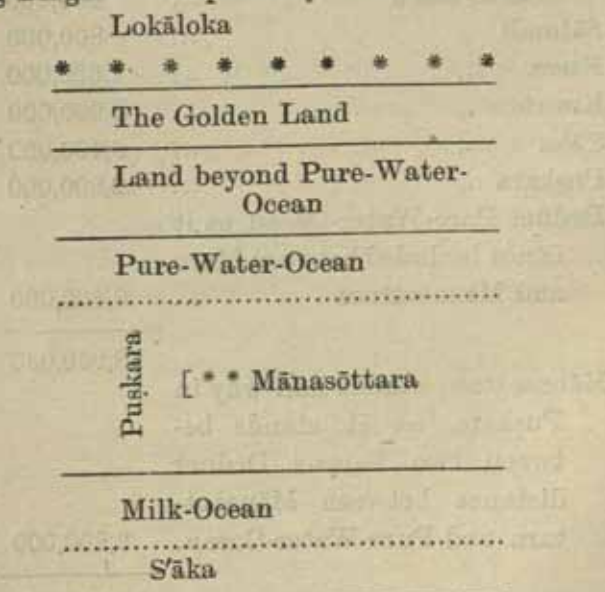 Lokāloka
* * * * * * * * *
The Golden Land
Land beyond Pure-Water-
Ocean
Pure-Water-Ocean
Puṣkara
[ * * Mānasōttara
Milk-Ocean
S'āka